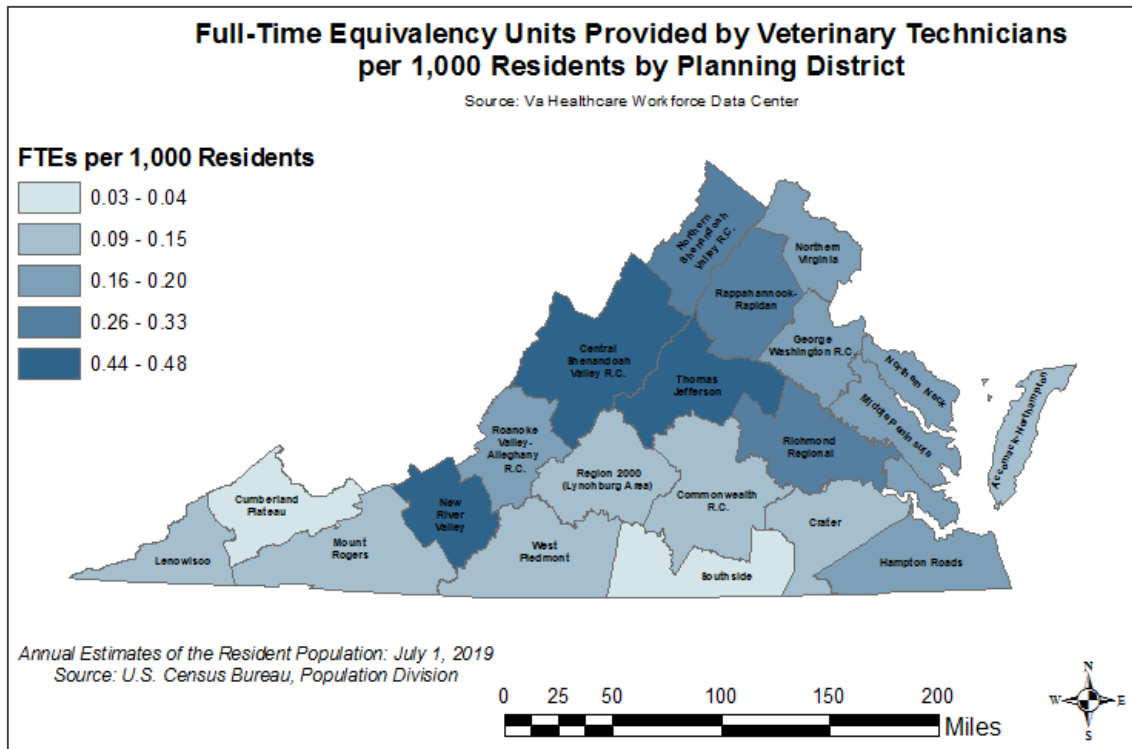 Full-Time Equivalency Units Provided by Veterinary Technicians
per 1,000 Residents by Planning District
Source: Va Healthcare Workforce Data Center
FTEs per 1,000 Residents
0.03 - 0.04
0.09 - 0.15
0.16 - 0.20
0.26 - 0.33
0.44 - 0.48
Northern
Shenandoah
Valley R.C.
Northern
Virginia
Rappahannock-
Rapidan
Central
Shenandoah
Valley R.C.
George
Washington R.C.
Northern Neck
Thomas
Jefferson
Middle Peninsula
Accomack-Northampton
Roanoke
Valley-
Alleghany
R.C.
Richmond
Regional
Region 2000
(Lynchburg Area)
Commonwealth
R.C.
Cumberland
Plateau
New
River
Valley
Crater
Mount
Rogers
West
Piedmont
Lenowisco
Southside
Hampton Roads
Annual Estimates of the Resident Population: July 1, 2019
Source: U.S. Census Bureau, Population Division
0 25 50 100 150 200
Miles
N
W E
S